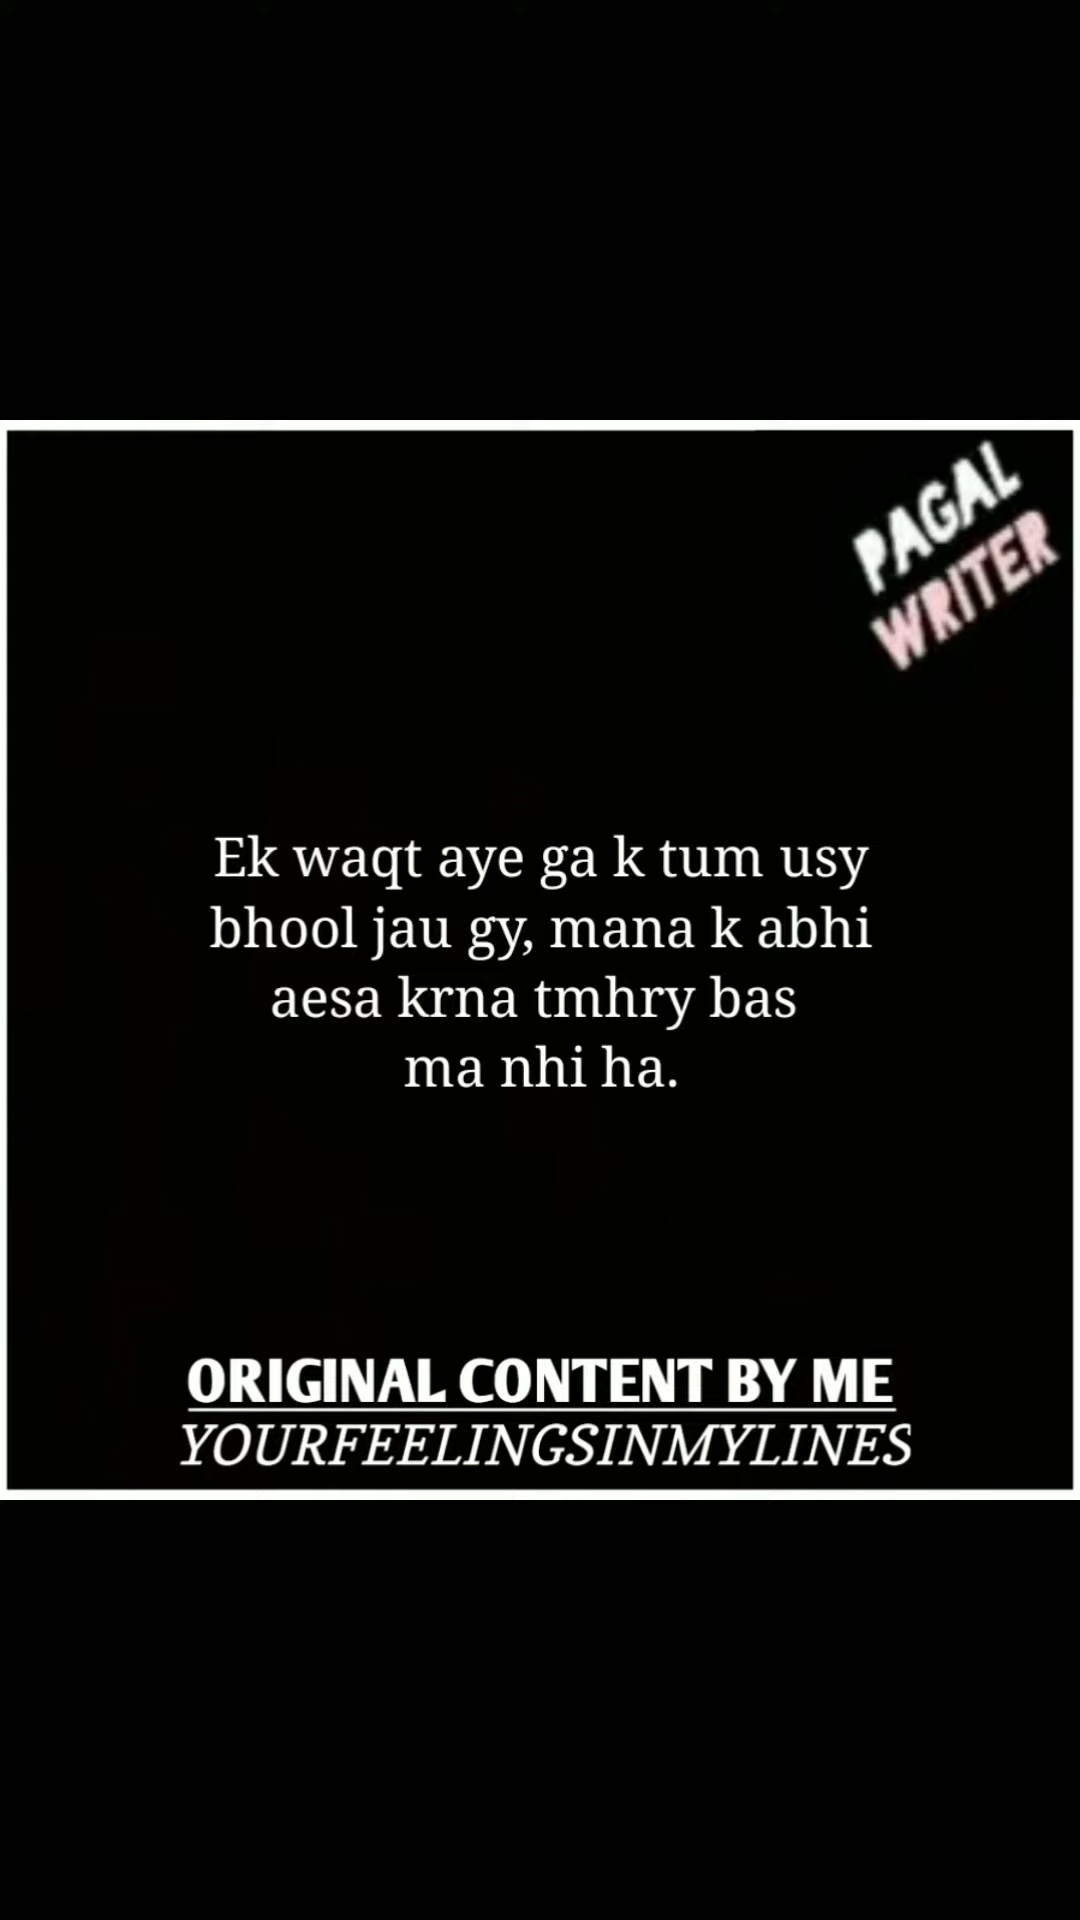 PAGAL
WRITER
Ek waqt aye ga k tum usy
bhool jau gy, mana k abhi
aesa krna tmhry bas
ma nhi ha.
ORIGINAL CONTENT BY ME
YOURFEELINGSINMYLINES